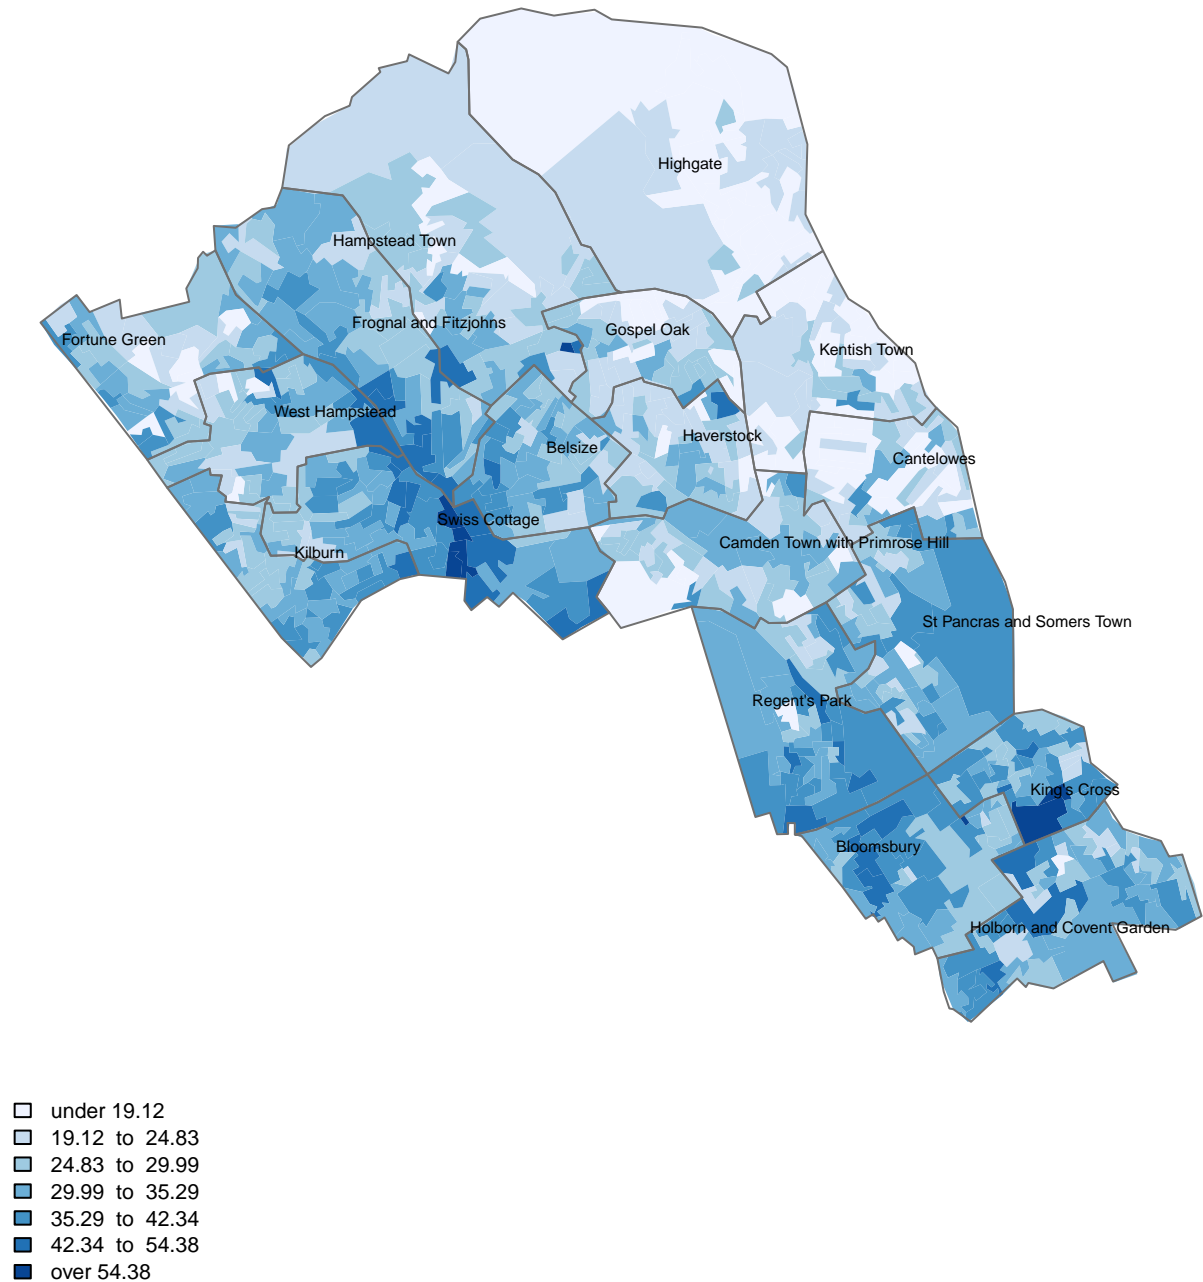 Highgate
Hampstead Town
Frognal and Fitzjohns
Gospel Oak
Fortune Green
Kentish Town
West Hampstead
Haverstock
Belsize
Cantelowes
Swiss Cottage
Camden Town with Primrose Hill
Kilburn
St Pancras and Somers Town
Regent's Park
King's Cross
Bloomsbury
Holborn and Covent Garden
under 19.12
19.12 to 24.83
24.83 to 29.99
29.99 to 35.29
35.29 to 42.34
42.34 to 54.38
over 54.38